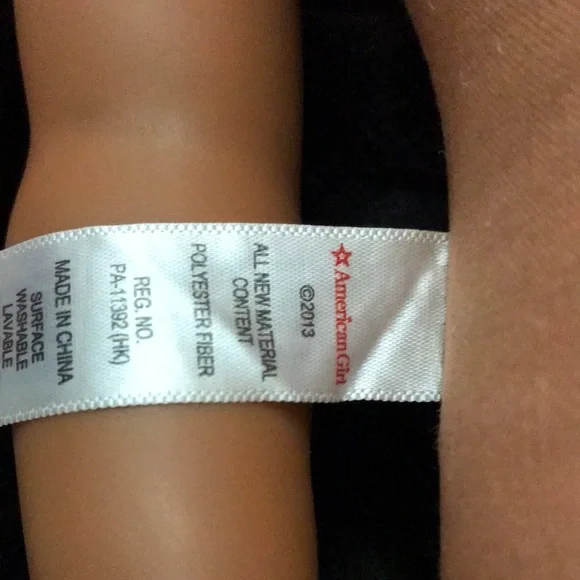 American Girl
©2013
ALL NEW MATERIAL
CONTENT
POLYESTER FIBER
REG. NO.
PA-11392 (HK)
MADE IN CHINA
SURFACE
WASHABLE
LAVABLE